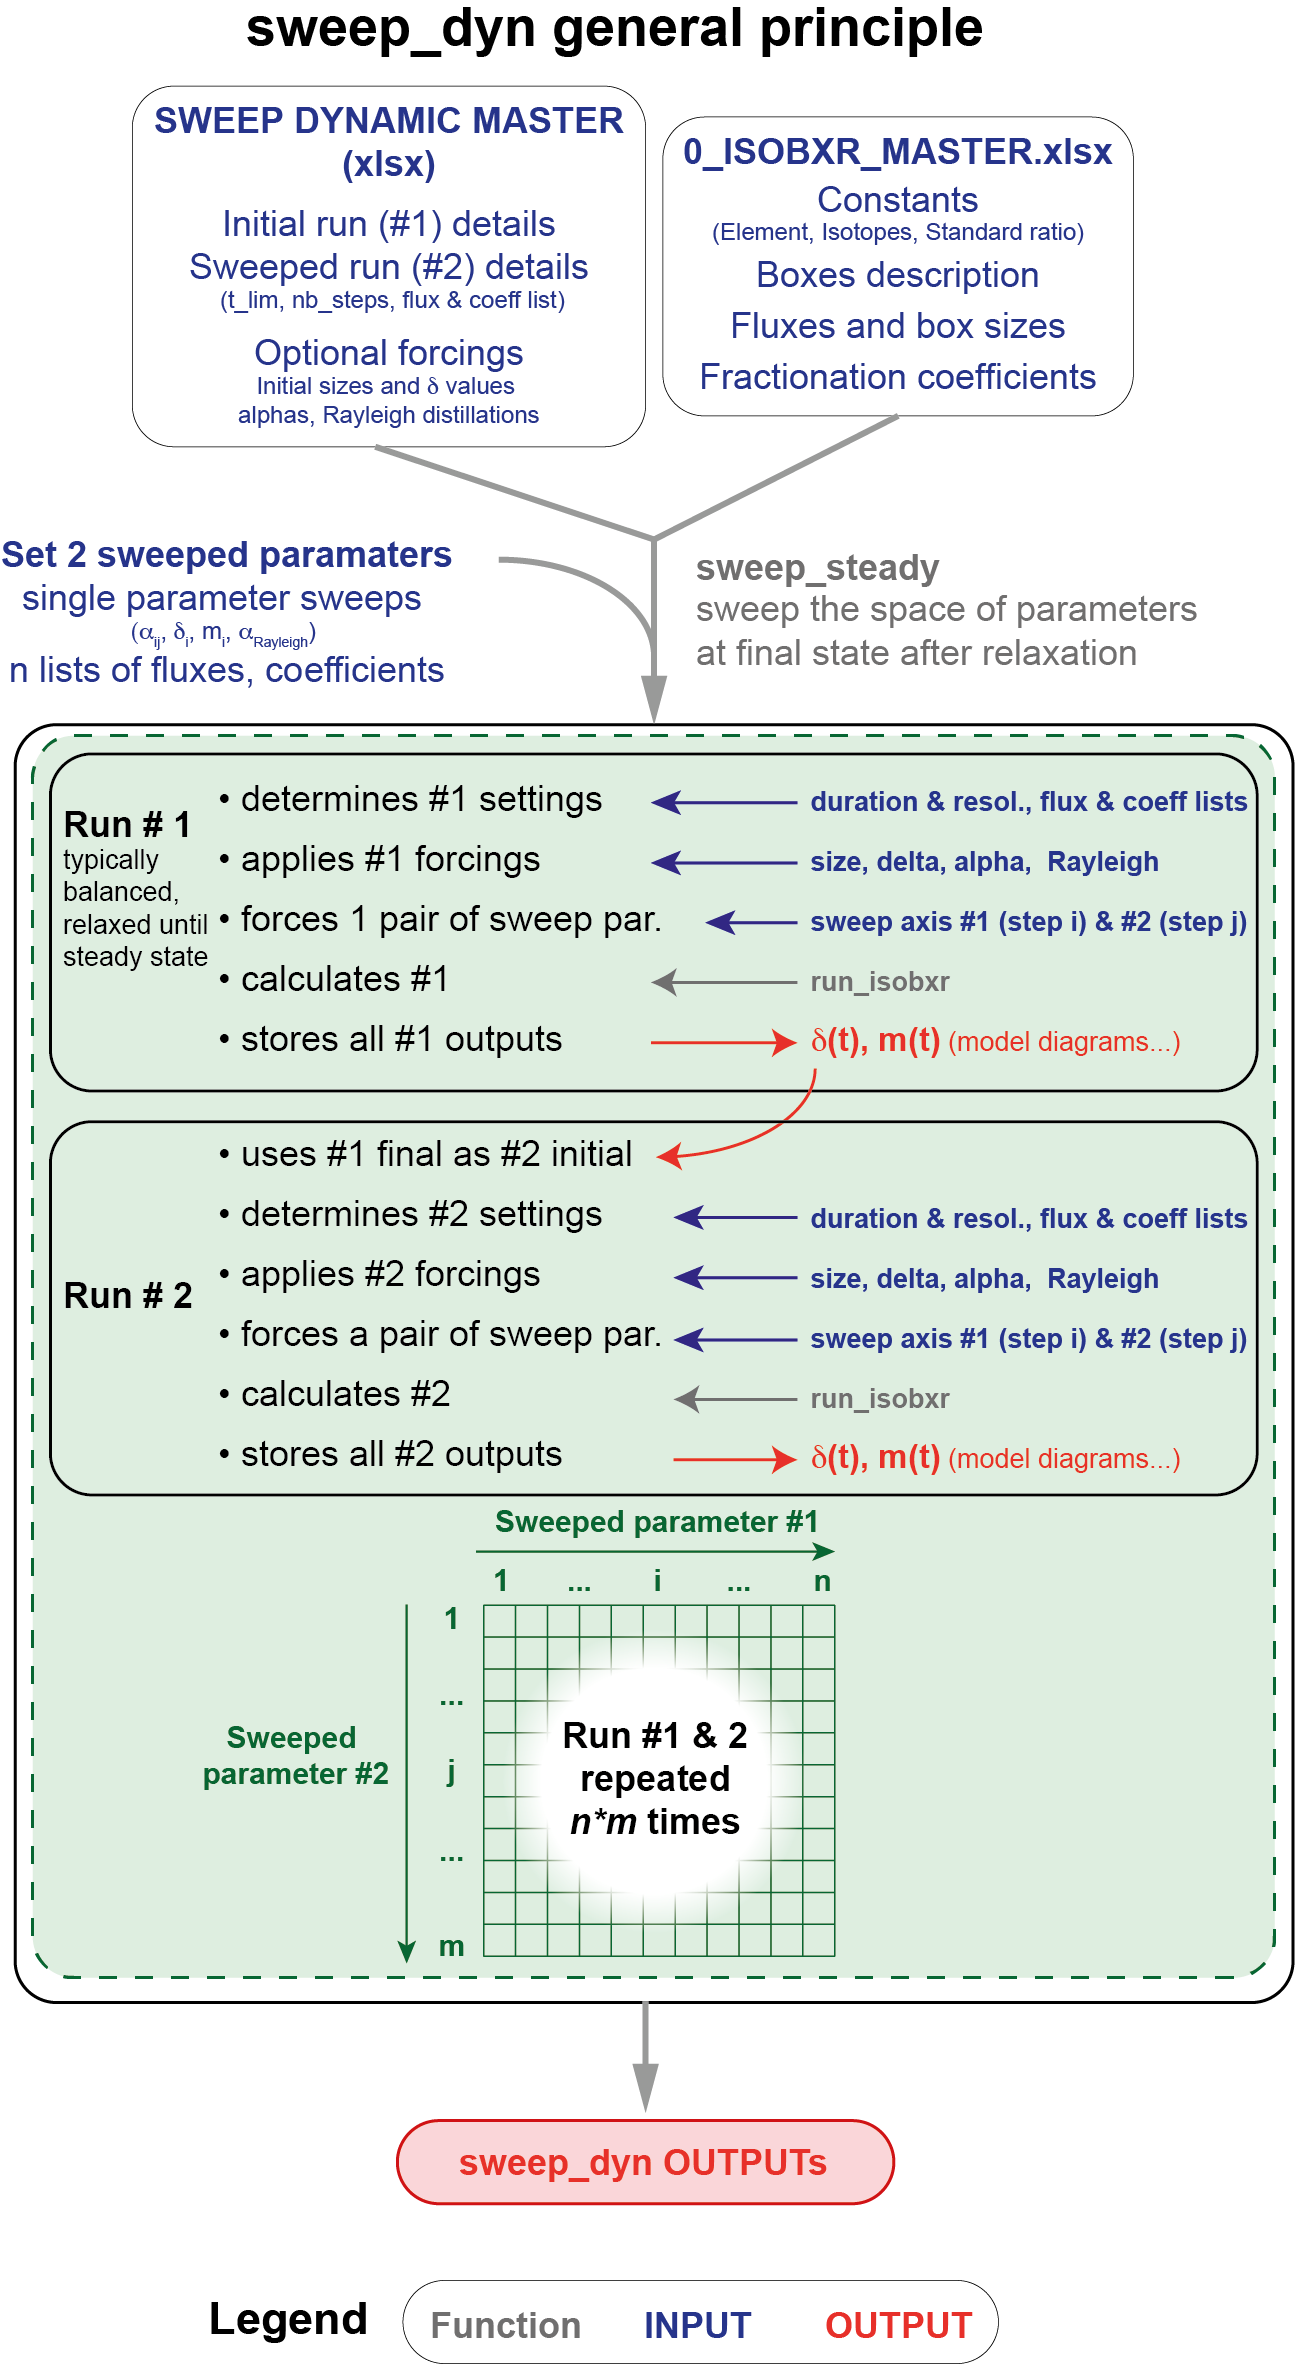 sweep_dyn general principle
SWEEP DYNAMIC MASTER
(xlsx)
Initial run (#1) details
Sweeped run (#2) details
(t_lim, nb_steps, flux & coeff list)
Optional forcings
Initial sizes and δ values
alphas, Rayleigh distillations
0_ISOBXR_MASTER.xlsx
Constants
(Element, Isotopes, Standard ratio)
Boxes description
Fluxes and box sizes
Fractionation coefficients
Set 2 sweeped paramaters
single parameter sweeps
(αij, δi, mi, αRayleigh)
n lists of fluxes, coefficients
sweep_steady
sweep the space of parameters
at final state after relaxation
Run # 1
typically
balanced,
relaxed until
steady state
• determines #1 settings
duration & resol., flux & coeff lists
• applies #1 forcings
size, delta, alpha, Rayleigh
• forces 1 pair of sweep par.
sweep axis #1 (step i) & #2 (step j)
• calculates #1
run_isobxr
• stores all #1 outputs
δ(t), m(t) (model diagrams...)
Run # 2
• uses #1 final as #2 initial
• determines #2 settings
duration & resol., flux & coeff lists
• applies #2 forcings
size, delta, alpha, Rayleigh
• forces a pair of sweep par.
sweep axis #1 (step i) & #2 (step j)
• calculates #2
run_isobxr
• stores all #2 outputs
δ(t), m(t) (model diagrams...)
Sweeped parameter #1
1 ... i ... n
Sweeped
parameter #2
1
...
j
...
m
Run #1 & 2
repeated
n*m times
sweep_dyn OUTPUTs
Legend
Function INPUT OUTPUT